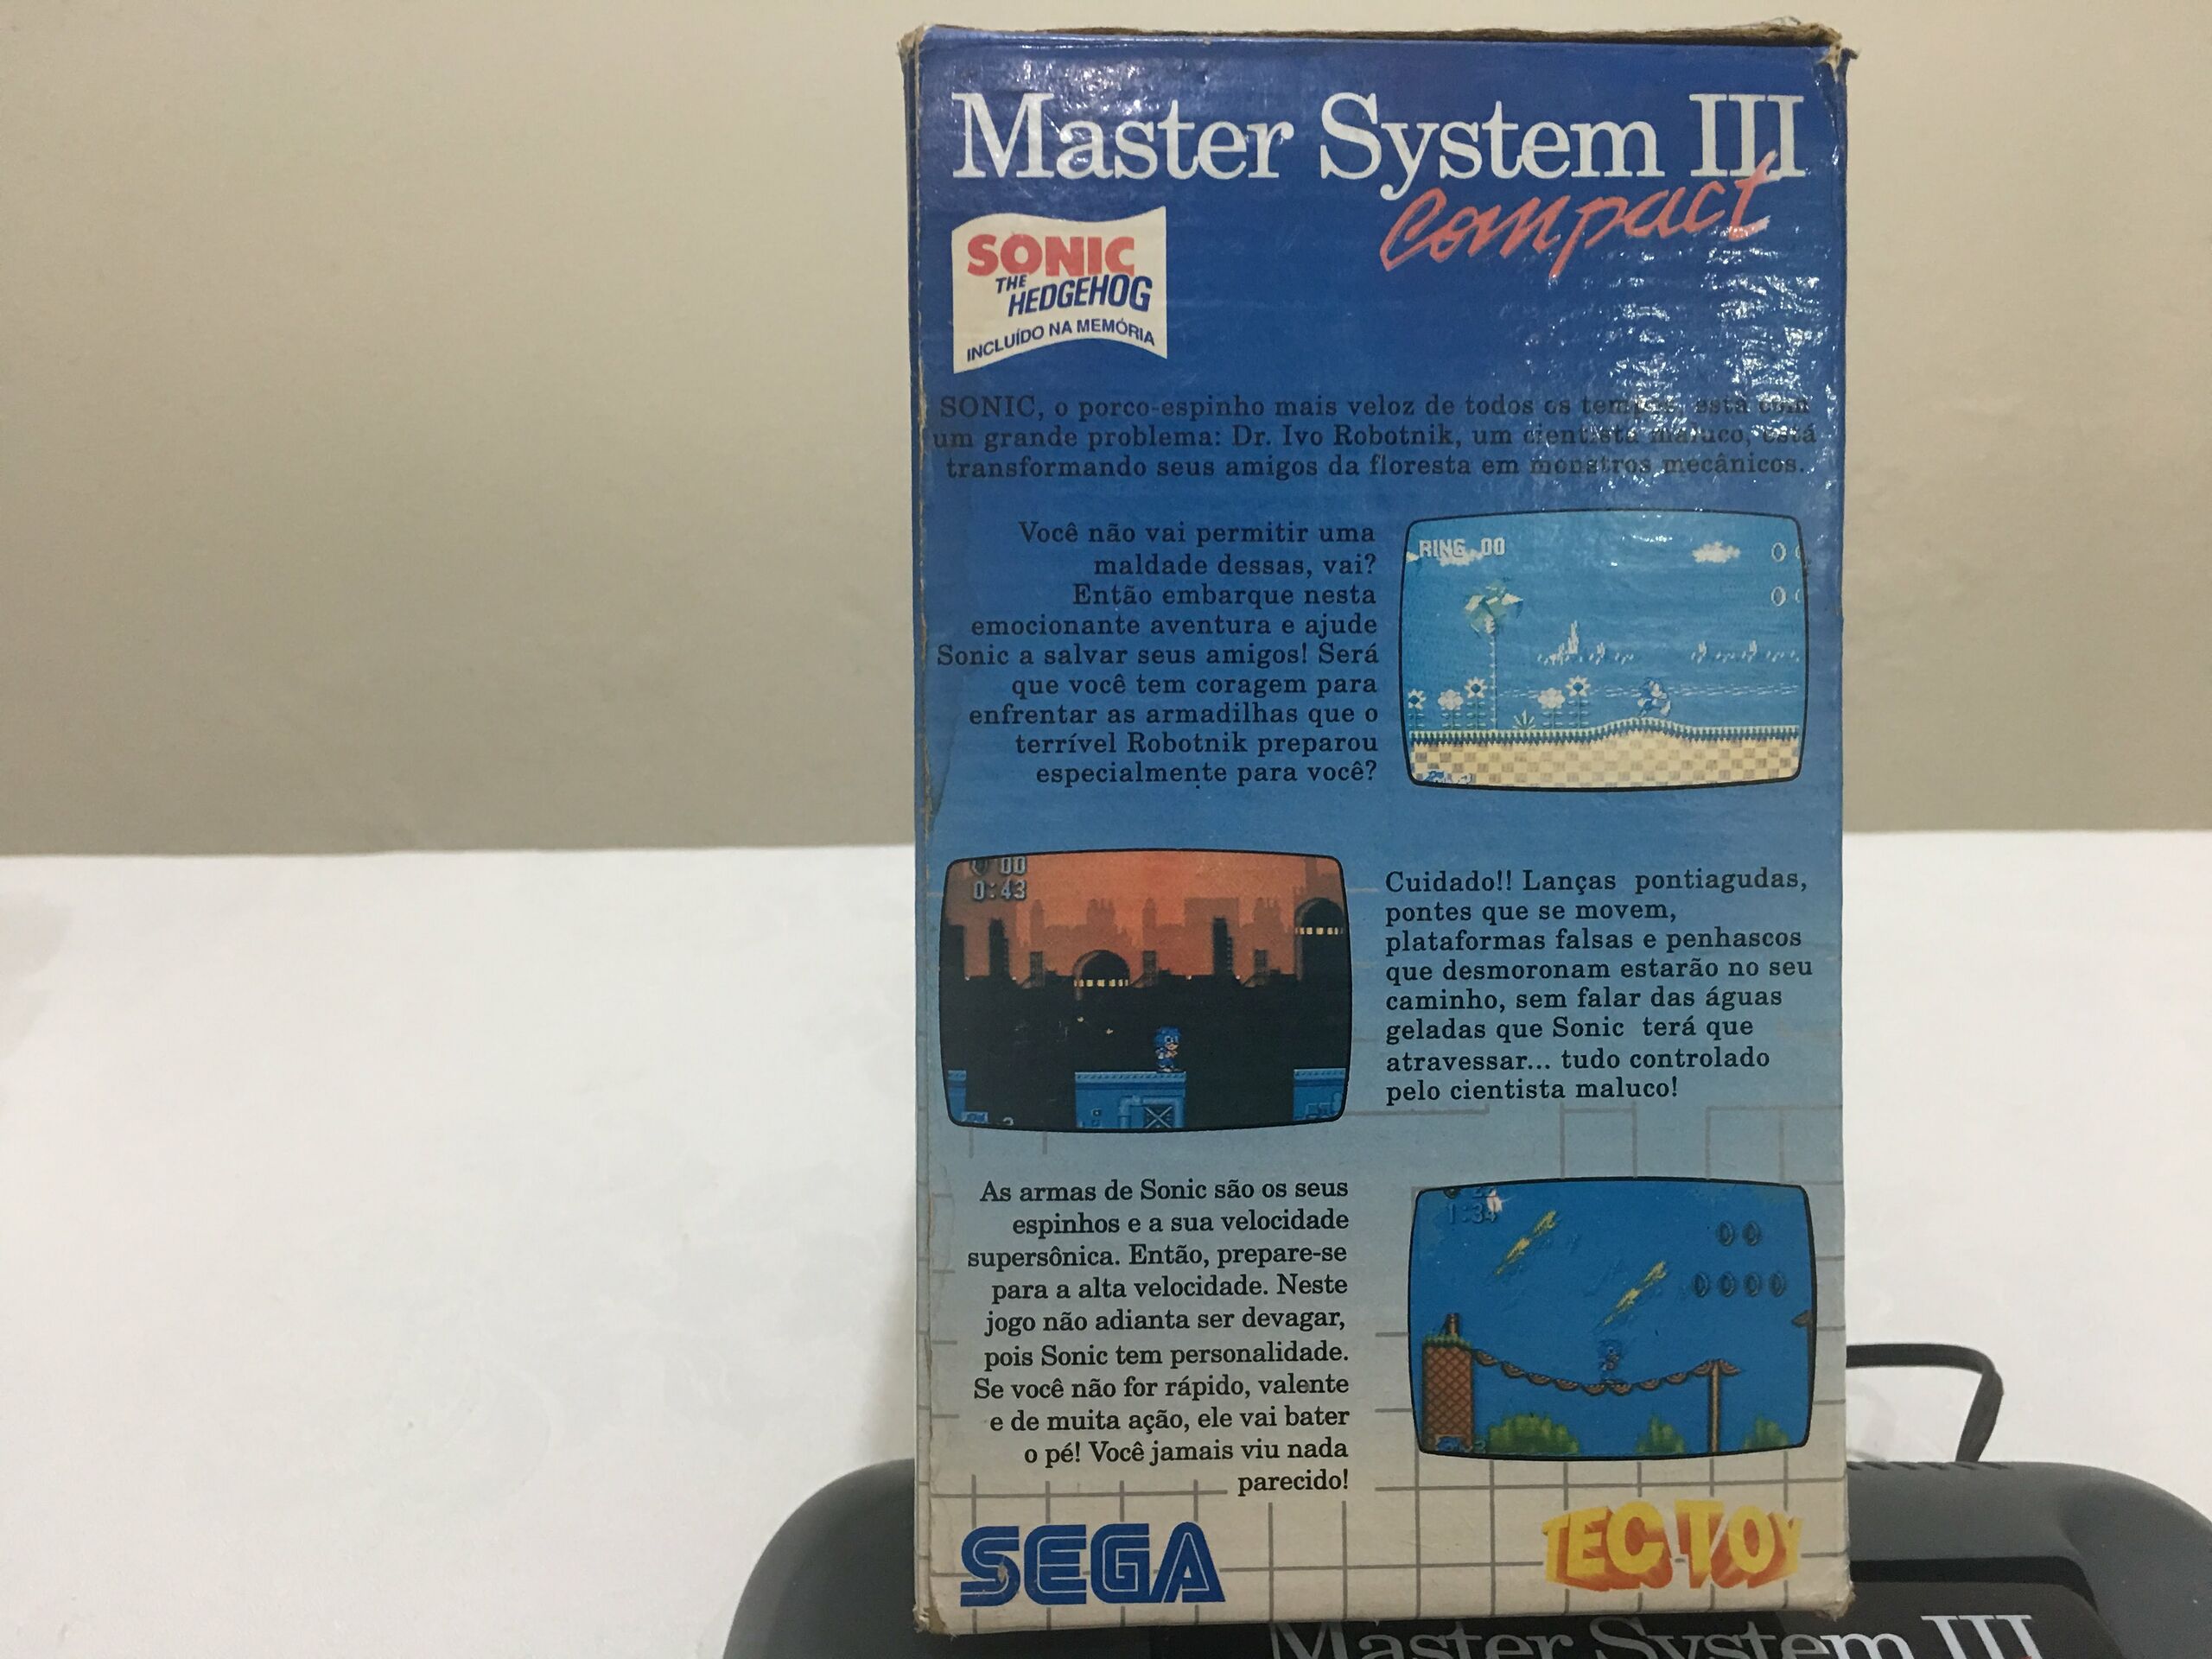 Master System III
compact
SONIC
THE
HEDGEHOG
INCLUÍDO NA MEMÓRIA
SONIC, o porco-espinho mais veloz de todos os tempos, está com
um grande problema: Dr. Ivo Robotnik, um cientista maluco, está
transformando seus amigos da floresta em monstros mecânicos.
Você não vai permitir uma
maldade dessas, vai?
Então embarque nesta
emocionante aventura e ajude
Sonic a salvar seus amigos! Será
que você tem coragem para
enfrentar as armadilhas que o
terrível Robotnik preparou
especialmente para você?
RING 00
00
0:43
3
Cuidado!! Lanças pontiagudas,
pontes que se movem,
plataformas falsas e penhascos
que desmoronam estarão no seu
caminho, sem falar das águas
geladas que Sonic terá que
atravessar... tudo controlado
pelo cientista maluco!
As armas de Sonic são os seus
espinhos e a sua velocidade
supersônica. Então, prepare-se
para a alta velocidade. Neste
jogo não adianta ser devagar,
pois Sonic tem personalidade.
Se você não for rápido, valente
e de muita ação, ele vai bater
o pé! Você jamais viu nada
parecido!
1:34
3
SEGA
TEC TOY
Master System III